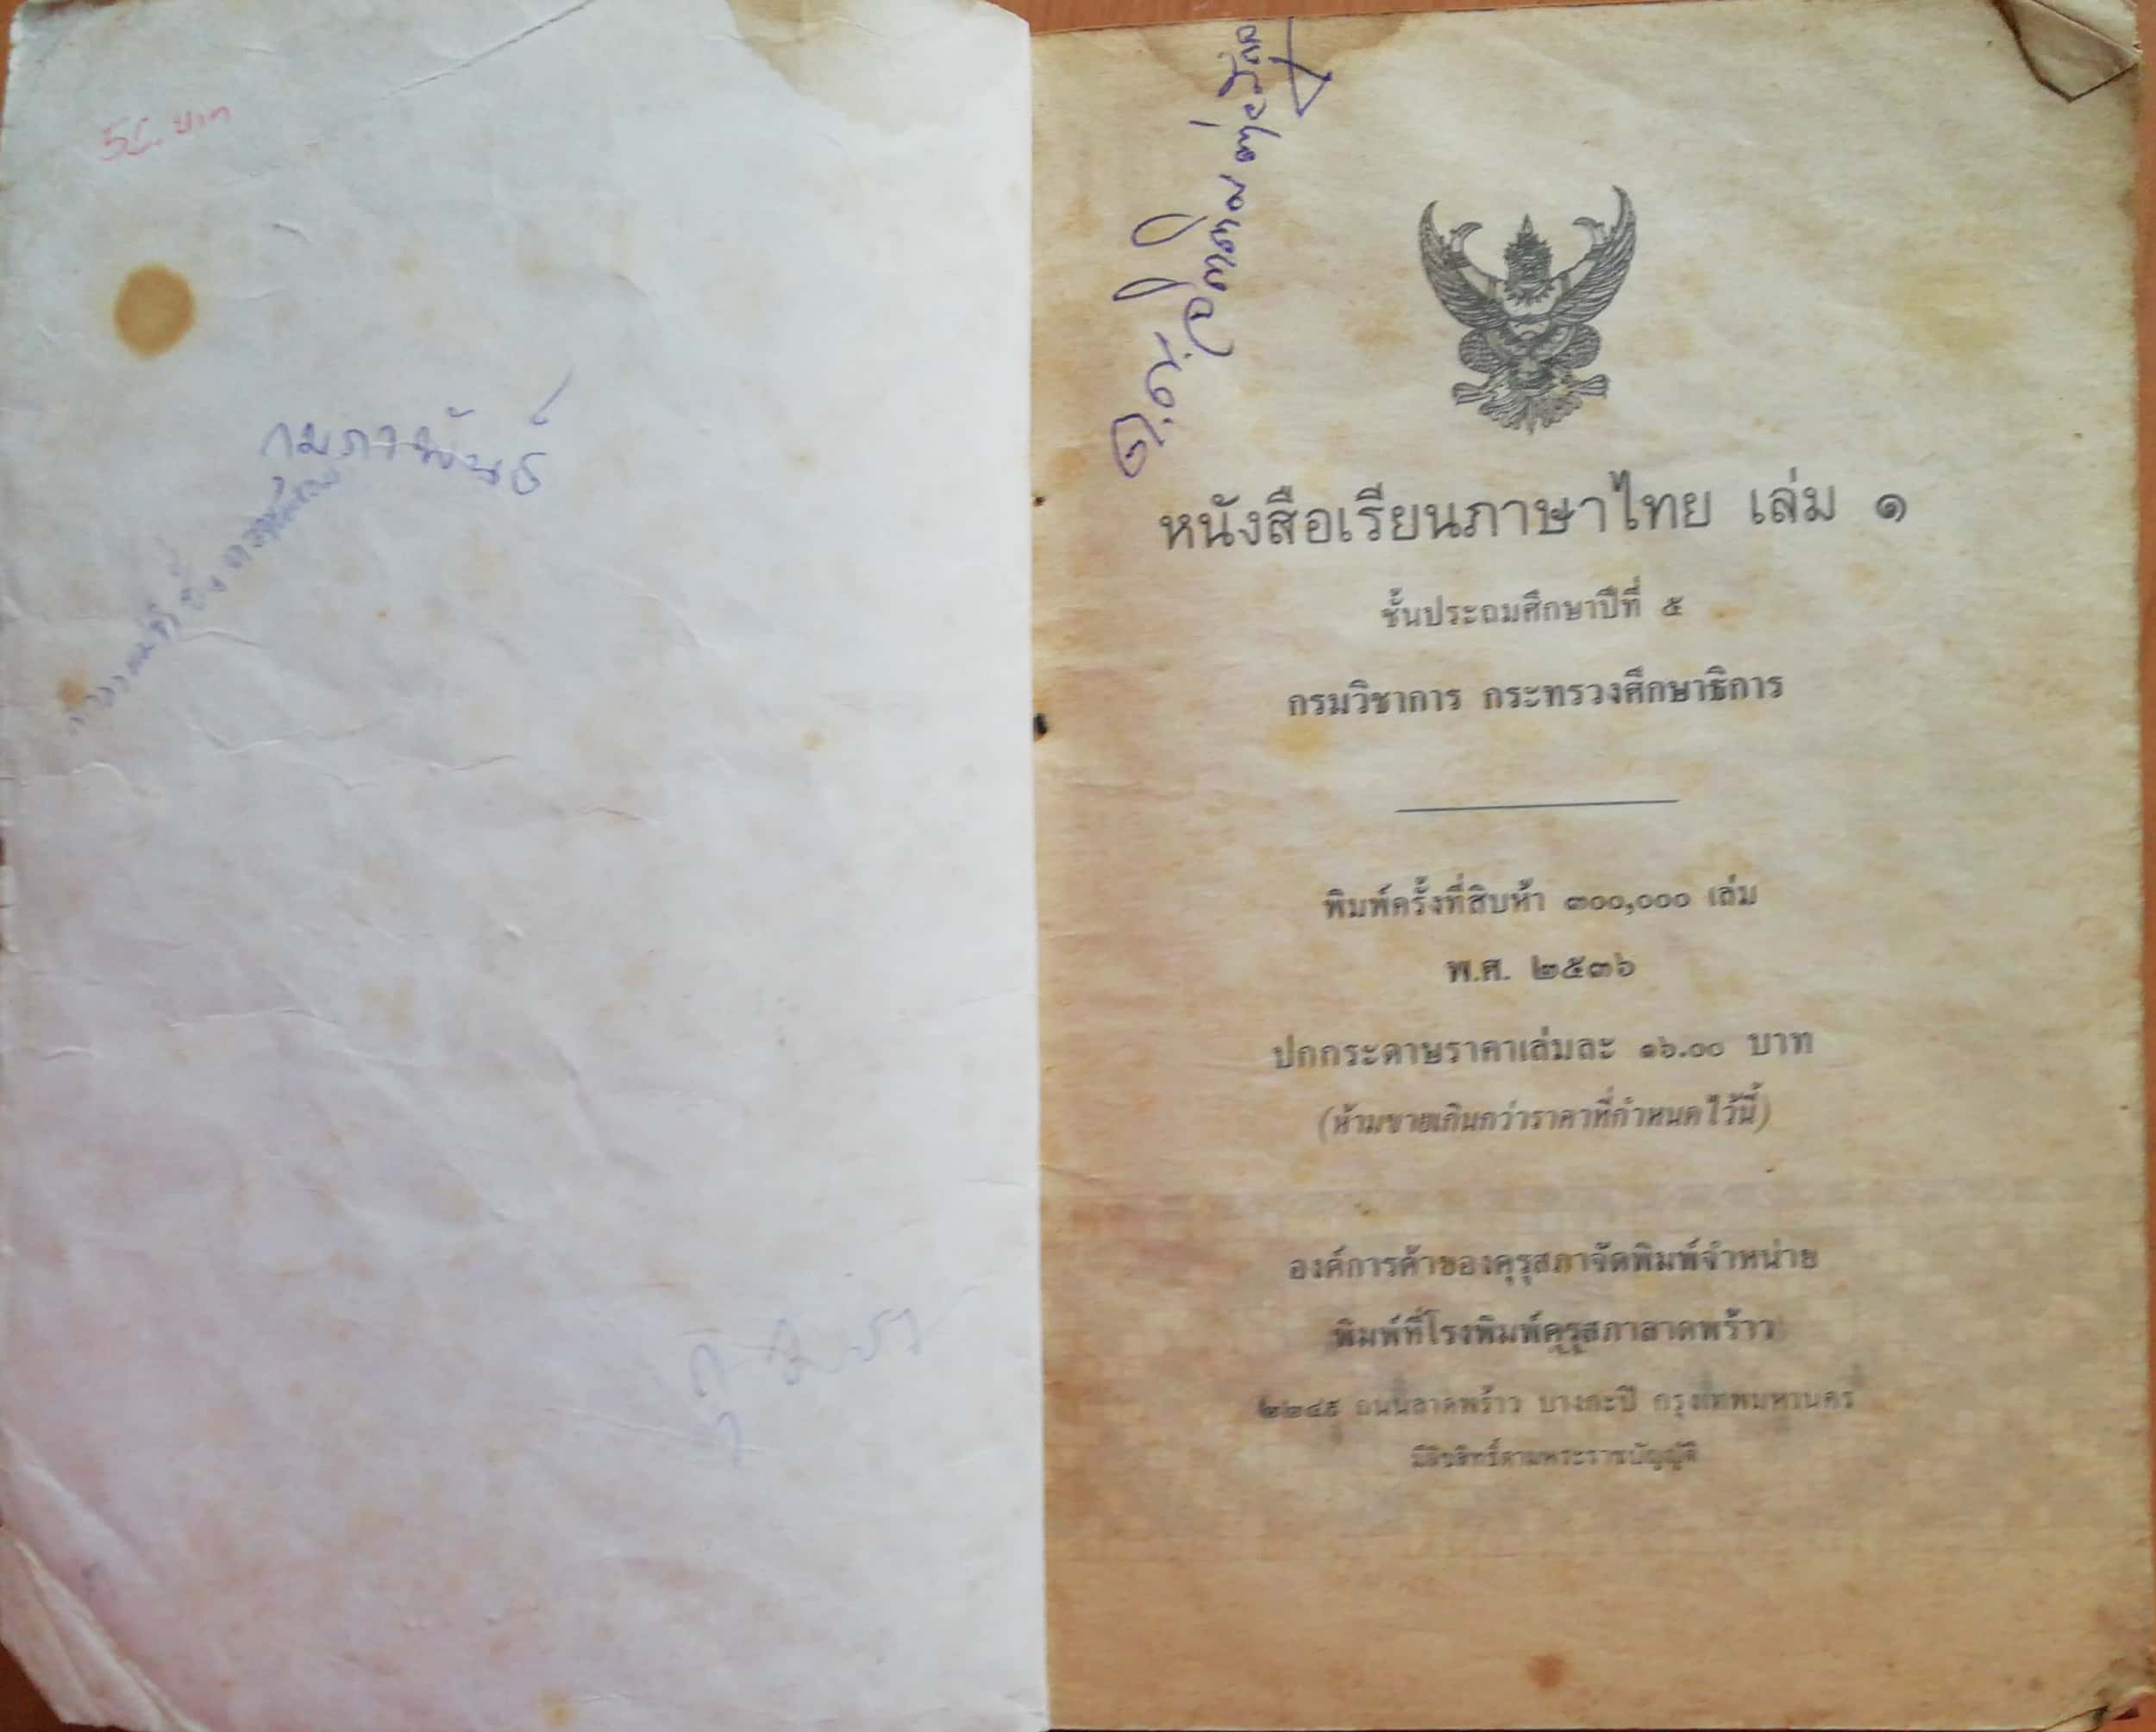 บาท
กุมภาพันธ์
หนังสือเรียนภาษาไทย เล่ม ๑
ชั้นประถมศึกษาปีที่ ๕
กรมวิชาการ กระทรวงศึกษาธิการ
พิมพ์ครั้งที่สิบห้า ๓๐๐,๐๐๐ เล่ม
พ.ศ. ๒๕๓๖
ปกกระดาษราคาเล่มละ ๑๖.๐๐ บาท
(ห้ามขายเกินกว่าราคาที่กำหนดไว้นี้)
องค์การค้าของคุรุสภาจัดพิมพ์จำหน่าย
พิมพ์ที่โรงพิมพ์คุรุสภาลาดพร้าว
๒๒๔๙ ถนนลาดพร้าว บางกะปิ กรุงเทพมหานคร
มีลิขสิทธิ์ตามพระราชบัญญัติ